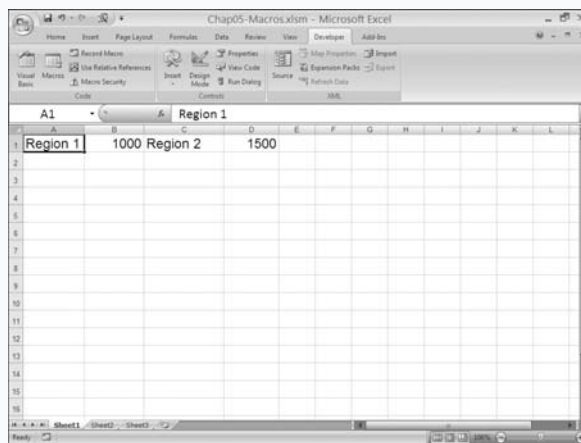 Chap05-Macros.xlsm - Microsoft Excel
Home Insert Page Layout Formulas Data Review View Developer Add-Ins
Visual Basic
Macros
Record Macro
Use Relative References
Macro Security
Code
Insert
Design Mode
Properties
View Code
Run Dialog
Controls
Source
Map Properties
Expansion Packs
Refresh Data
Import
Export
XML
A1 fx Region 1
A B C D E F G H I J K L
1 Region 1 1000 Region 2 1500
2
3
4
5
6
7
8
9
10
11
12
13
14
15
16
Sheet1 Sheet2 Sheet3
Ready 100%